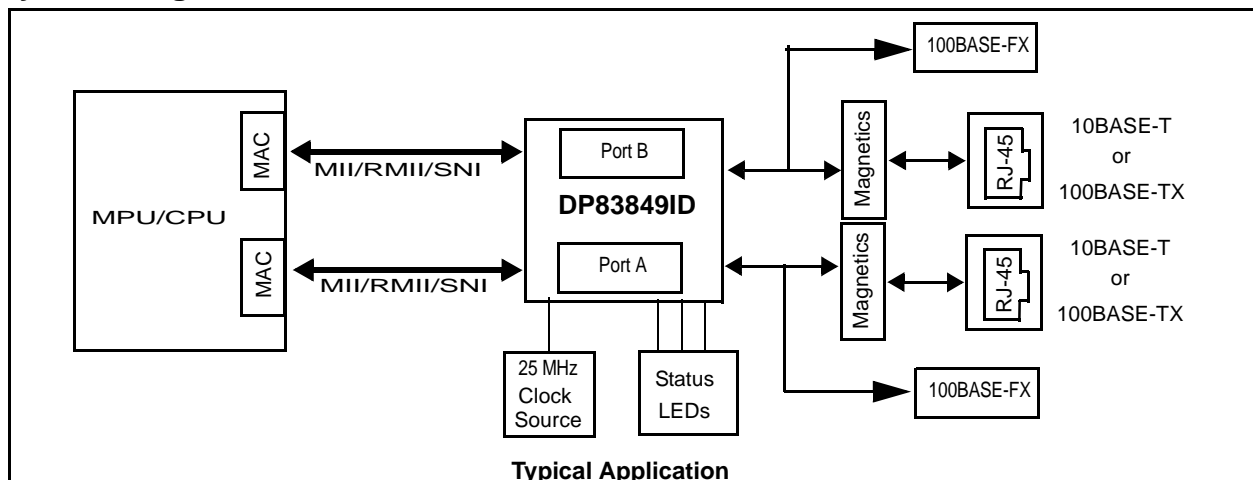 100BASE-FX
MPU/CPU
MAC
MII/RMII/SNI
Port B
DP83849ID
Magnetics
RJ-45
10BASE-T
or
100BASE-TX
MAC
MII/RMII/SNI
Port A
Magnetics
RJ-45
10BASE-T
or
100BASE-TX
25 MHz
Clock
Source
Status
LEDs
100BASE-FX
Typical Application